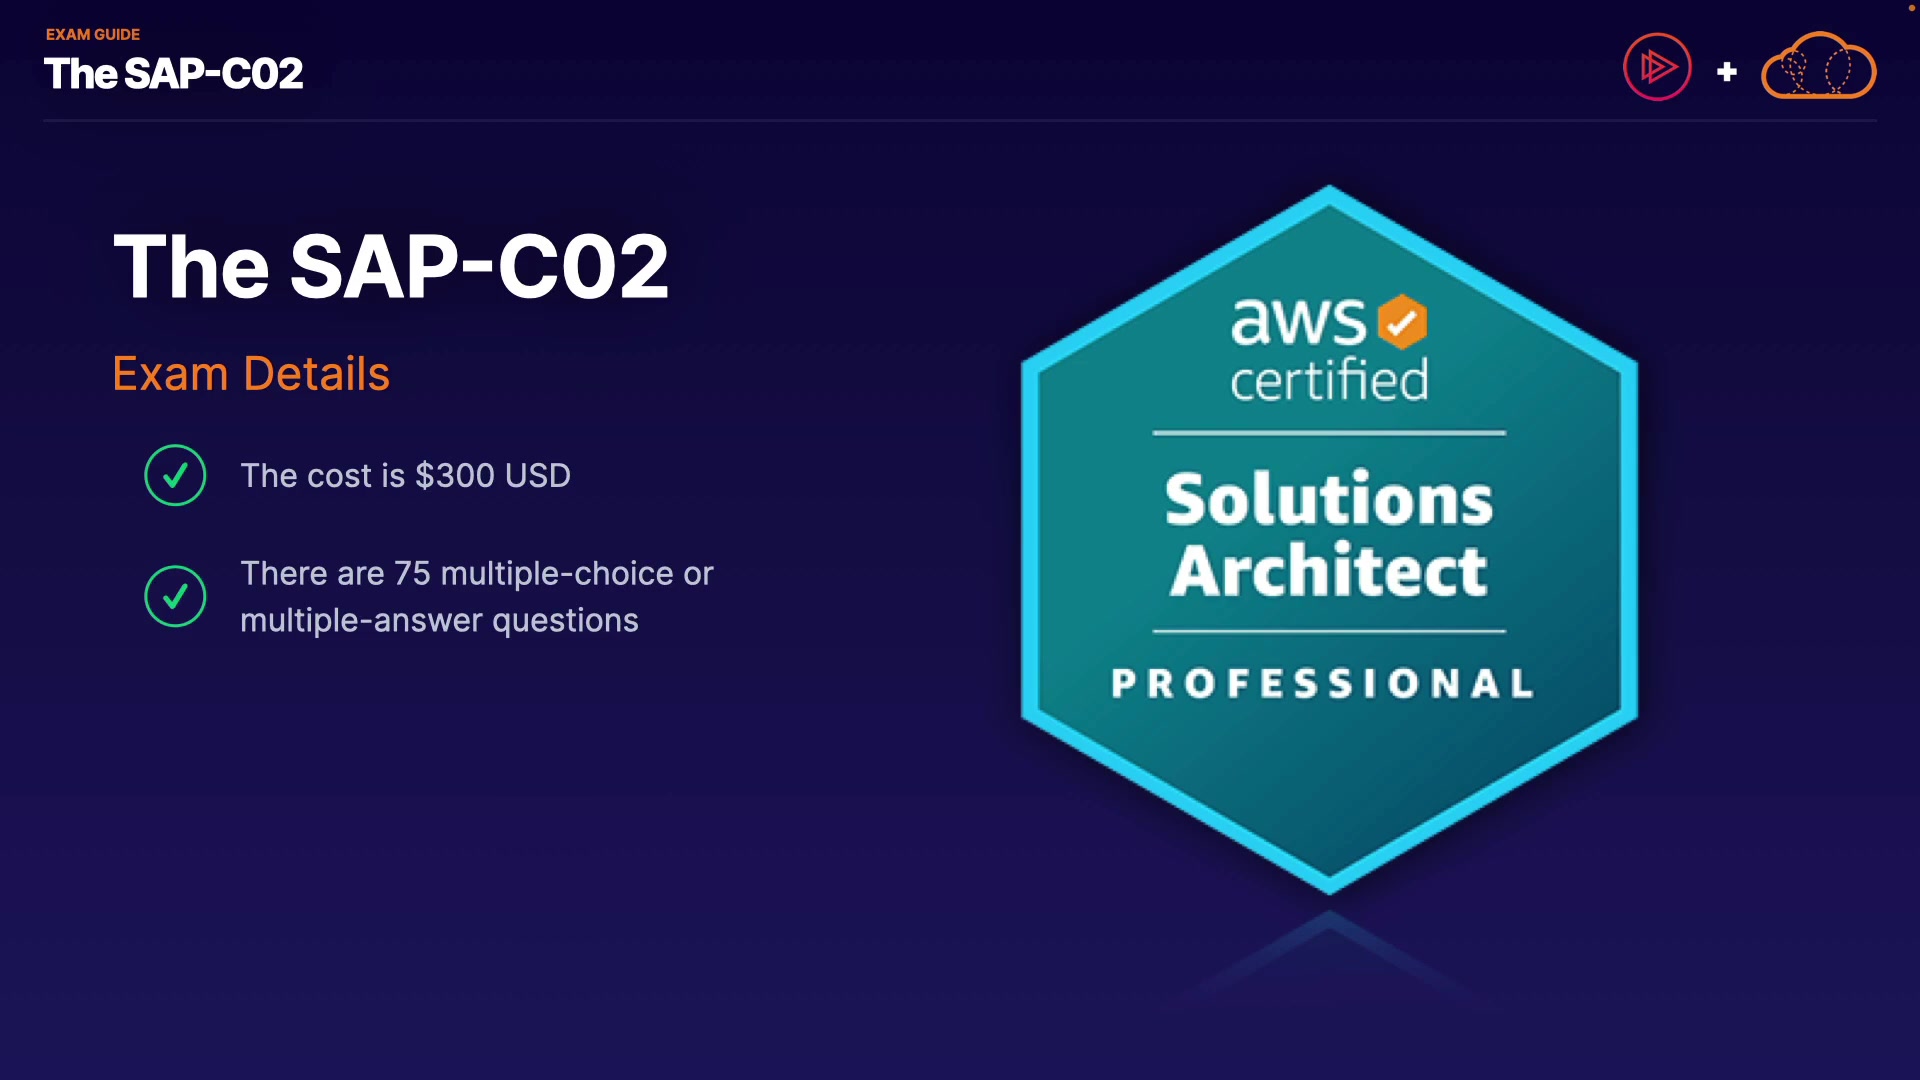 EXAM GUIDE
The SAP-C02
The SAP-C02
Exam Details
The cost is $300 USD
There are 75 multiple-choice or
multiple-answer questions
aws
certified
Solutions
Architect
PROFESSIONAL